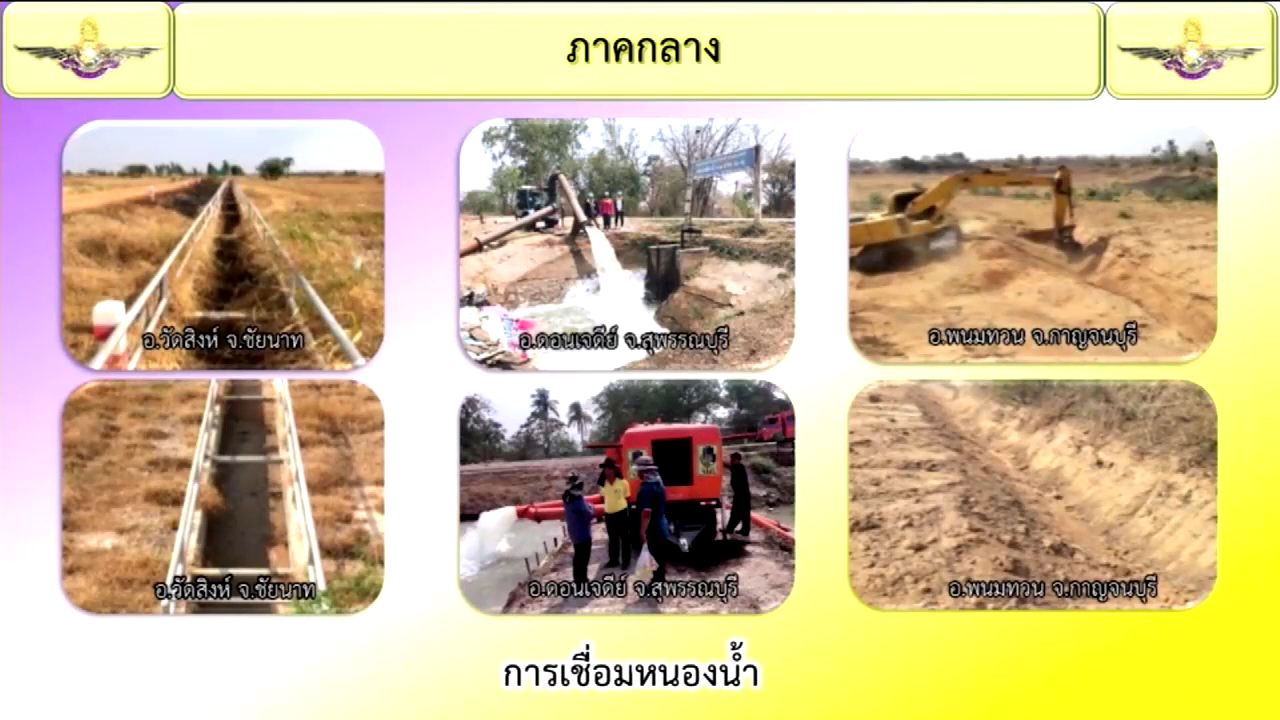 ภาคกลาง
อ.วัดสิงห์ จ.ชัยนาท
อ.ดอนเจดีย์ จ.สุพรรณบุรี
อ.พนมทวน จ.กาญจนบุรี
อ.วัดสิงห์ จ.ชัยนาท
อ.ดอนเจดีย์ จ.สุพรรณบุรี
อ.พนมทวน จ.กาญจนบุรี
การเชื่อมหนองน้ำ